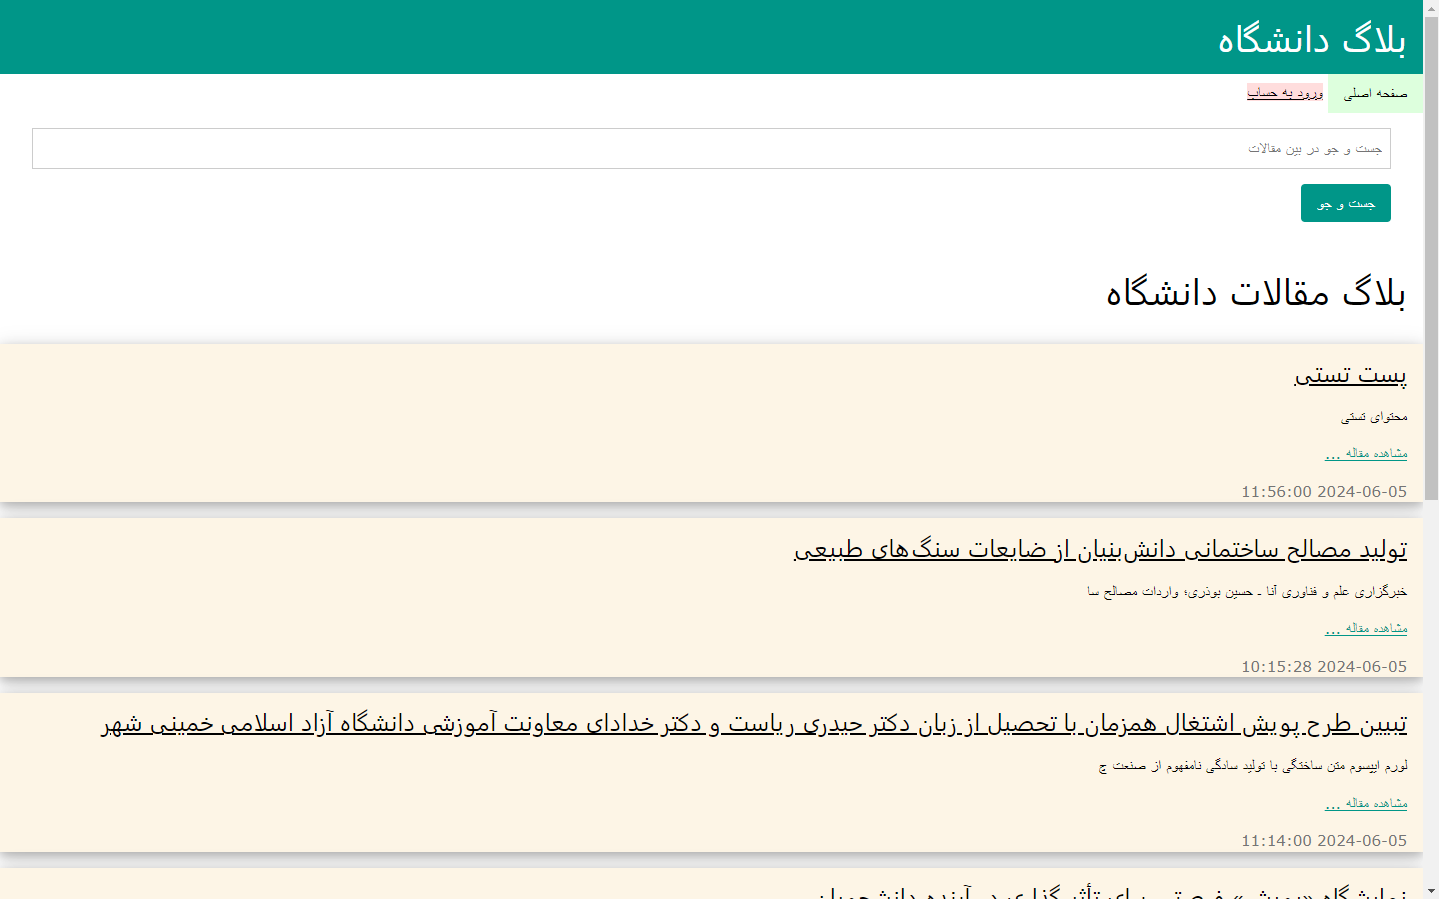 بلاگ دانشگاه
صفحه اصلی ورود به حساب
جست و جو در بین مقالات
جست و جو
بلاگ مقالات دانشگاه
پست تستی
محتوای تستی
مشاهده مقاله ...
2024-06-05 11:56:00
تولید مصالح ساختمانی دانش‌بنیان از ضایعات سنگ‌های طبیعی
خبرگزاری علم و فناوری آنا ـ حسین بوذری؛ واردات مصالح سا
مشاهده مقاله ...
2024-06-05 10:15:28
تبیین طرح پویش اشتغال همزمان با تحصیل از زبان دکتر حیدری ریاست و دکتر خدادای معاونت آموزشی دانشگاه آزاد اسلامی خمینی شهر
لورم ایپسوم متن ساختگی با تولید سادگی نامفهوم از صنعت چ
مشاهده مقاله ...
2024-06-05 11:14:00